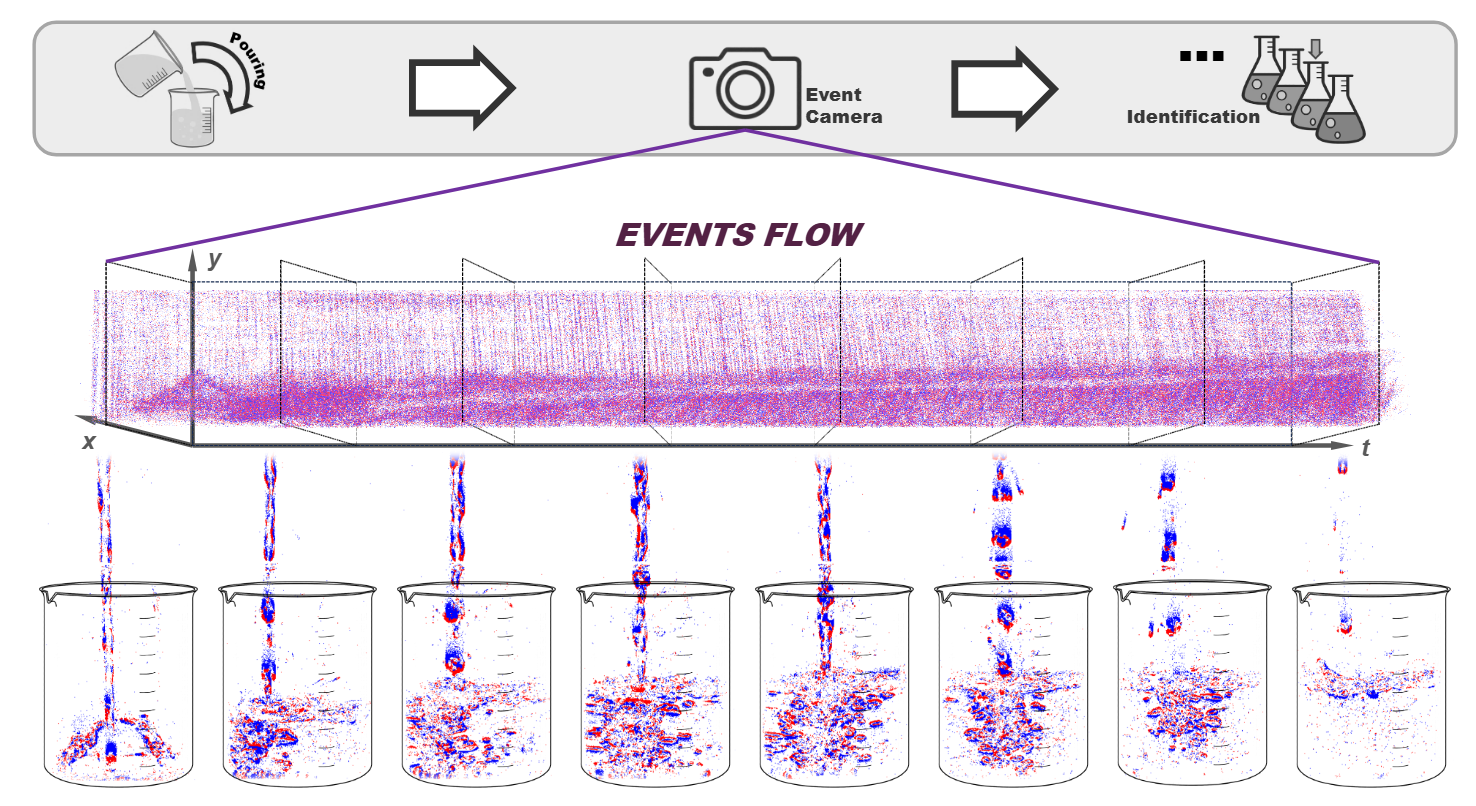 Pouring
Event
Camera
...
Identification
EVENTS FLOW
y
x
t